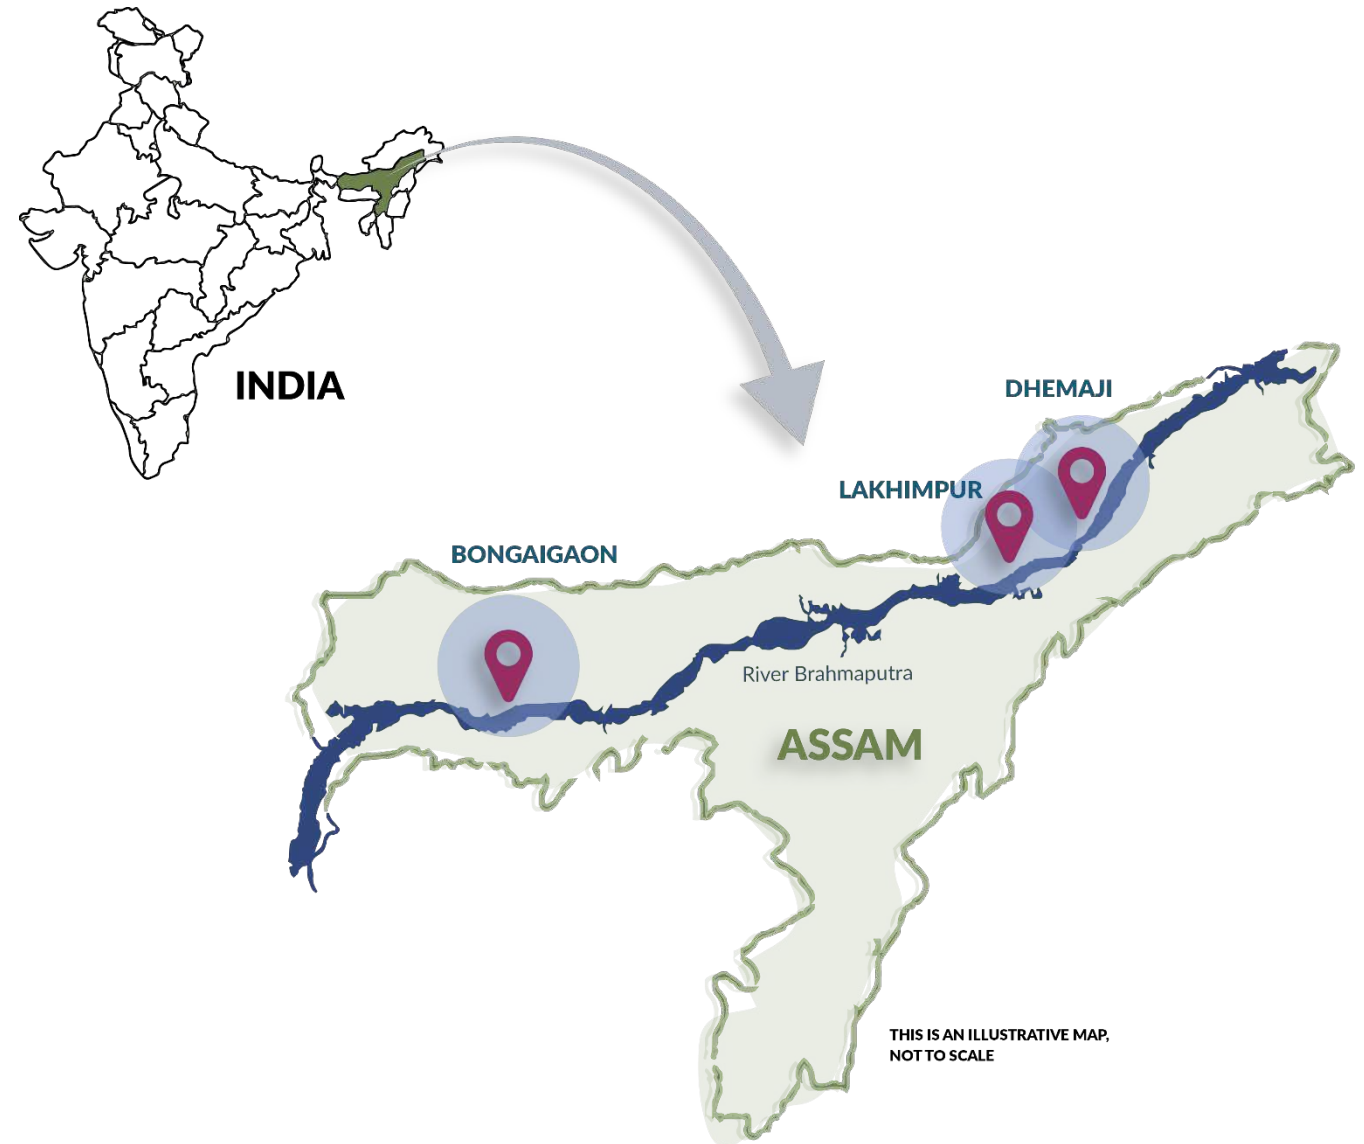 INDIA
DHEMAJI
LAKHIMPUR
BONGAIGAON
River Brahmaputra
ASSAM
THIS IS AN ILLUSTRATIVE MAP,
NOT TO SCALE